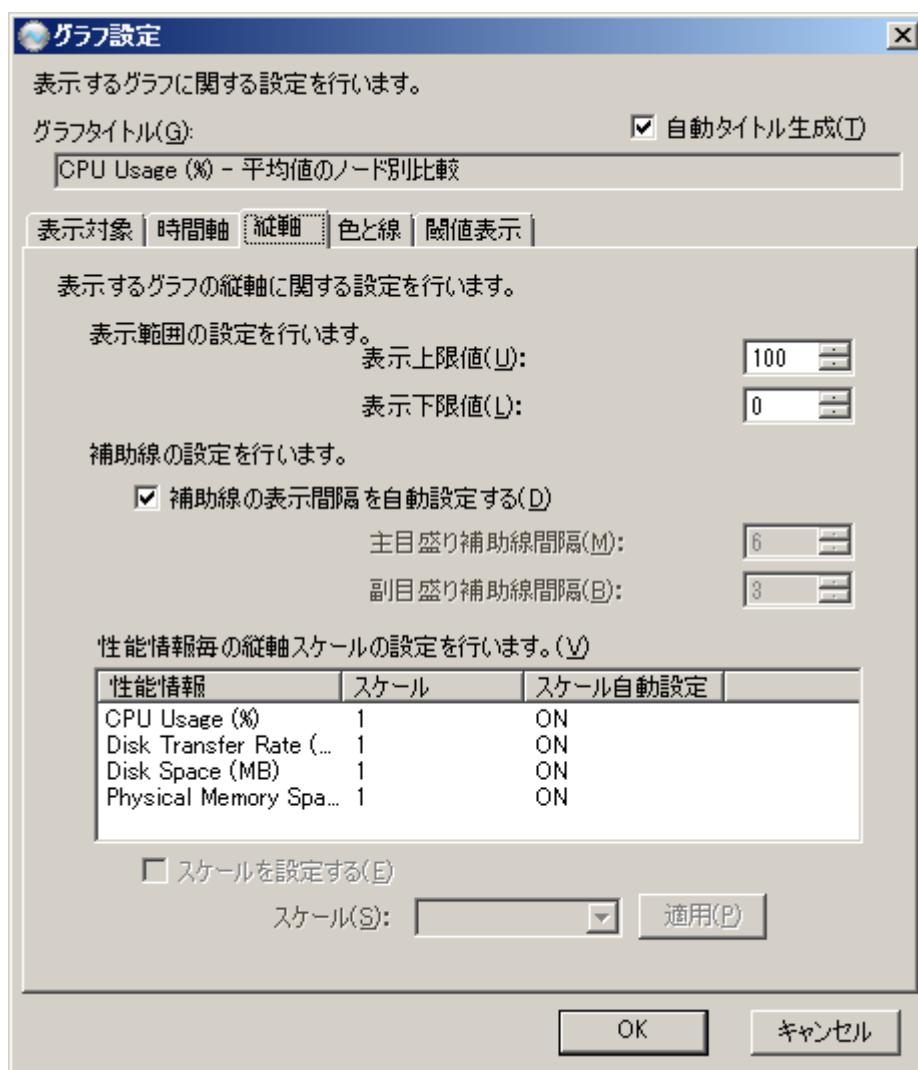 グラフ設定
表示するグラフに関する設定を行います。
グラフタイトル(G):
自動タイトル生成(T)
CPU Usage (%) - 平均値のノード別比較
表示対象 時間軸 縦軸 色と線 閾値表示
表示するグラフの縦軸に関する設定を行います。
表示範囲の設定を行います。
表示上限値(U): 100
表示下限値(L): 0
補助線の設定を行います。
補助線の表示間隔を自動設定する(D)
主目盛り補助線間隔(M): 6
副目盛り補助線間隔(B): 3
性能情報毎の縦軸スケールの設定を行います。(V)
性能情報 スケール スケール自動設定
CPU Usage (%) 1 ON
Disk Transfer Rate (... 1 ON
Disk Space (MB) 1 ON
Physical Memory Spa... 1 ON
スケールを設定する(E)
スケール(S): 適用(P)
OK キャンセル